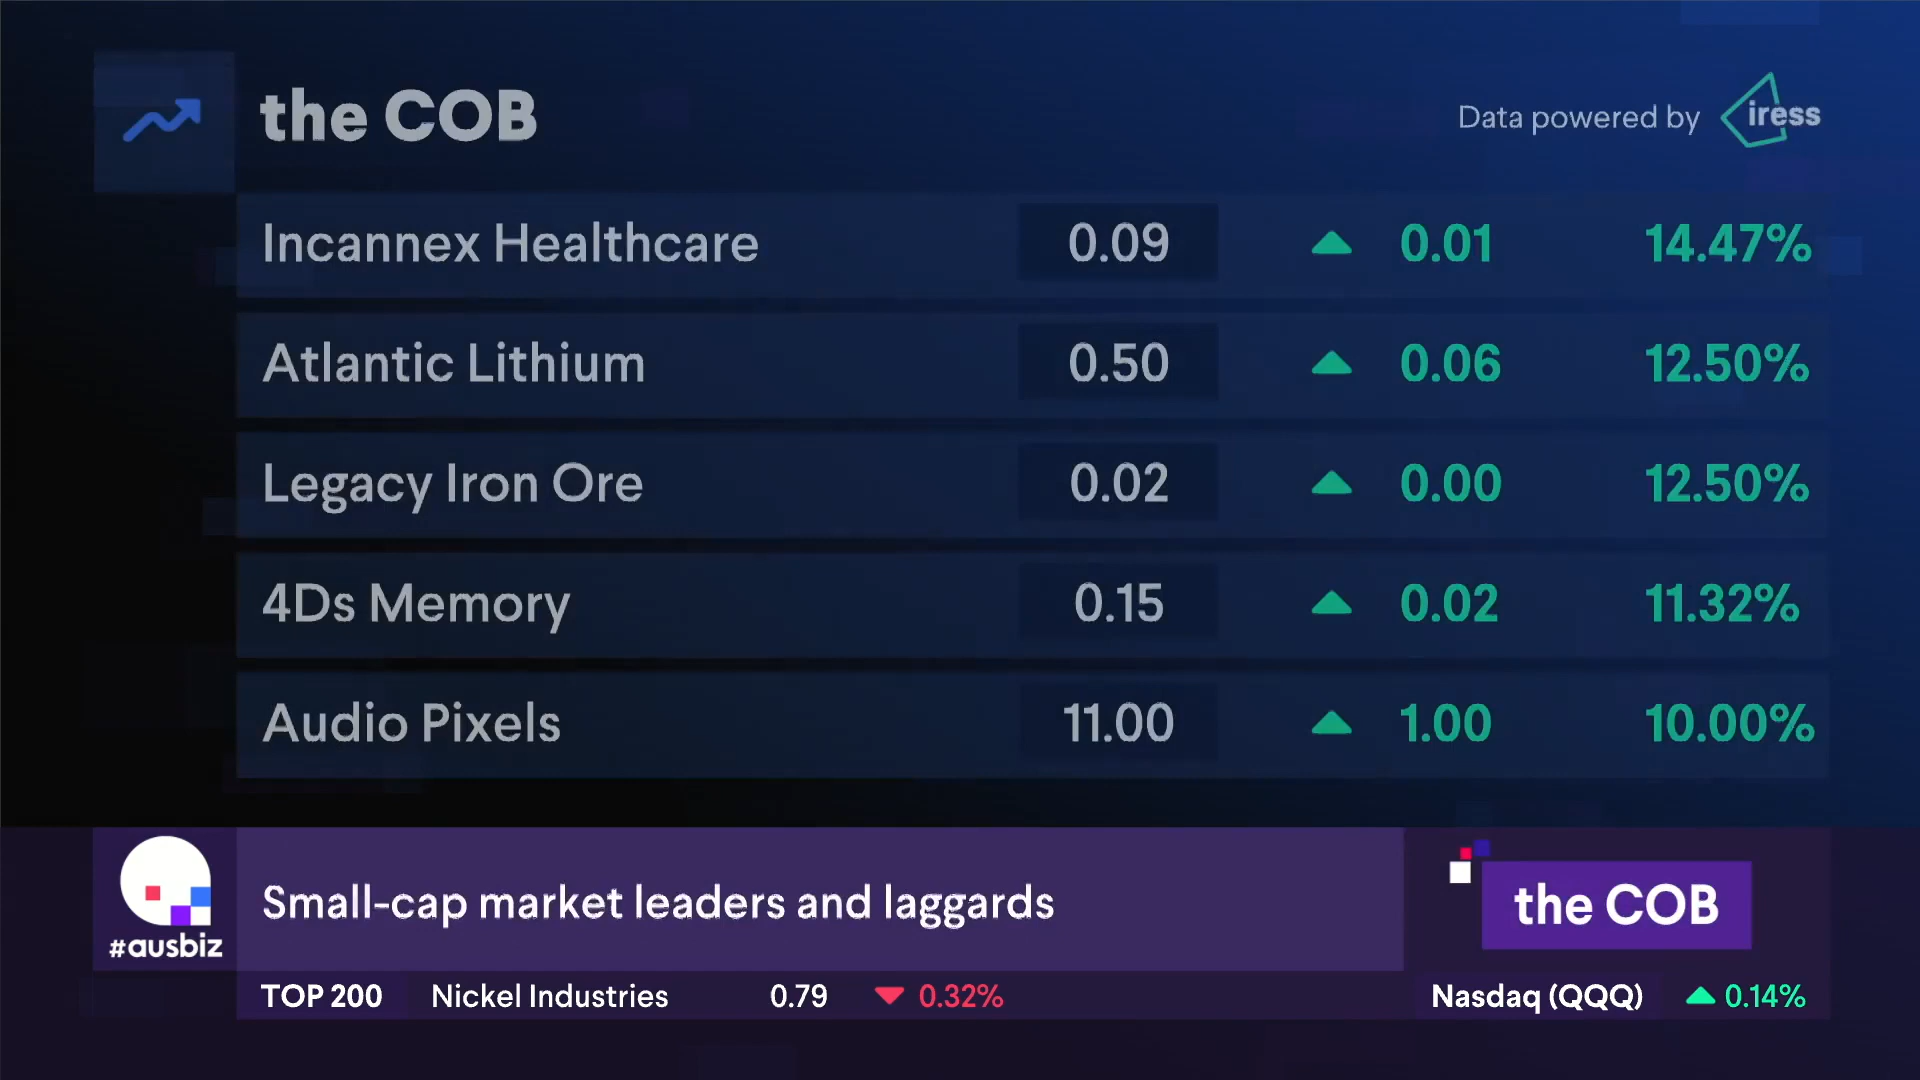 the COB
Data powered by iress
Incannex Healthcare 0.09 0.01 14.47%
Atlantic Lithium 0.50 0.06 12.50%
Legacy Iron Ore 0.02 0.00 12.50%
4Ds Memory 0.15 0.02 11.32%
Audio Pixels 11.00 1.00 10.00%
#ausbiz
Small-cap market leaders and laggards
the COB
TOP 200 Nickel Industries 0.79 0.32% Nasdaq (QQQ) 0.14%